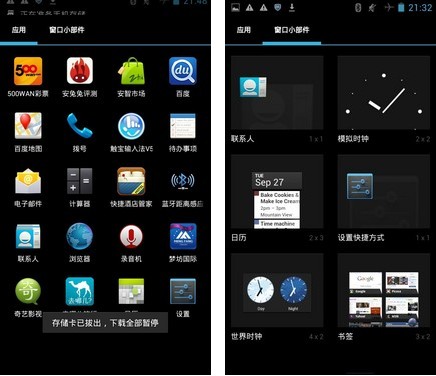 正在准备手机存储
21:46
应用 窗口小部件
500WAN彩票 安兔兔评测 安智市场 百度
百度地图 拨号 触宝输入法V5 待办事项
电子邮件 计算器 快捷酒店管家 蓝牙距离感应
联系人 浏览器 录音机 梦坊国际
奇艺影视 设置
存储卡已拔出，下载全部暂停
21:32
应用 窗口小部件
联系人 1 x 1
模拟时钟 2 x 2
TUE
Sep 27
Bake Cookies &
Make Ice Cream
2pm – 3pm
Mountain View
Time machine
日历 2 x 3
设置快捷方式 1 x 1
Day Night
世界时钟 4 x 2
Google
书签 3 x 2